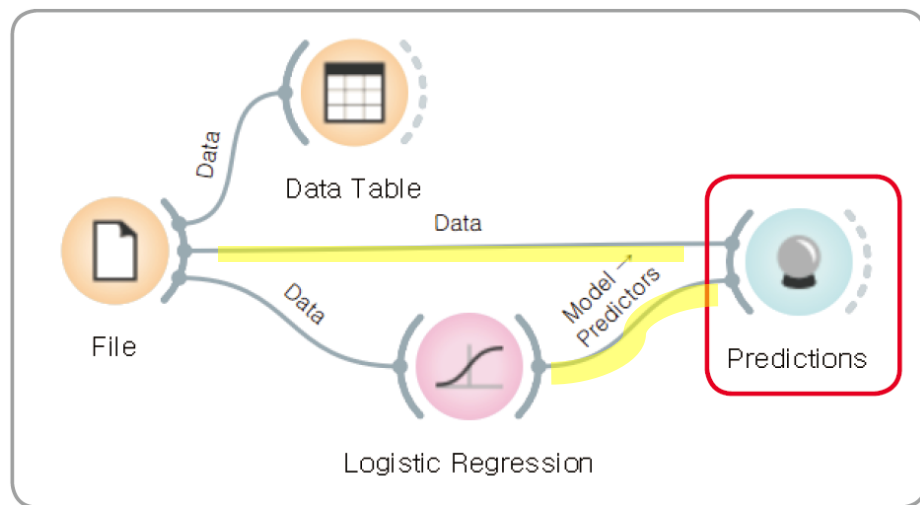 Data
Data Table
Data
Data
Model →
Predictors
File
Predictions
Logistic Regression